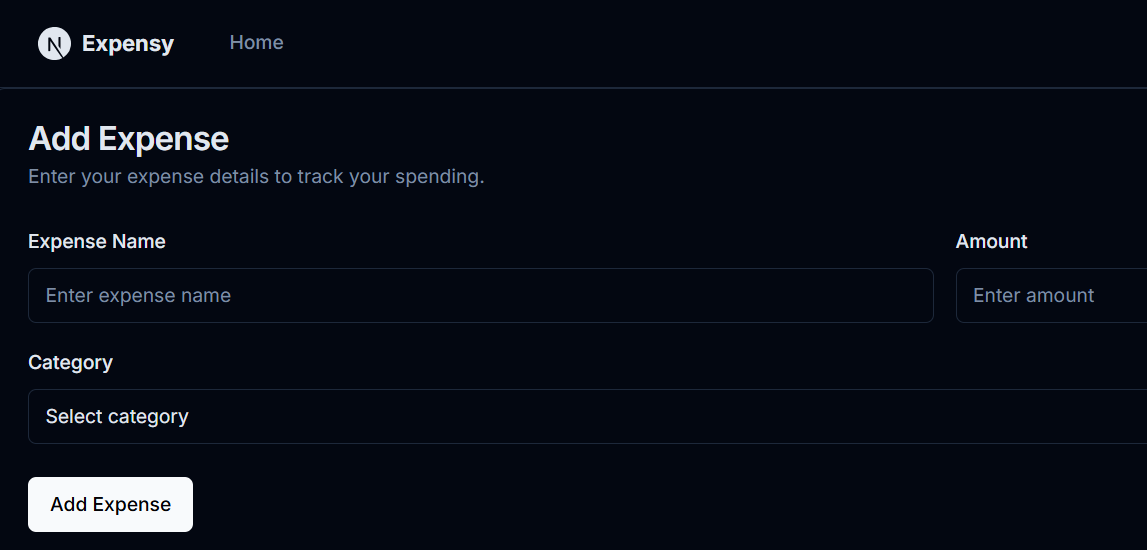 Expensy Home
Add Expense
Enter your expense details to track your spending.
Expense Name Amount
Enter expense name Enter amount
Category
Select category
Add Expense